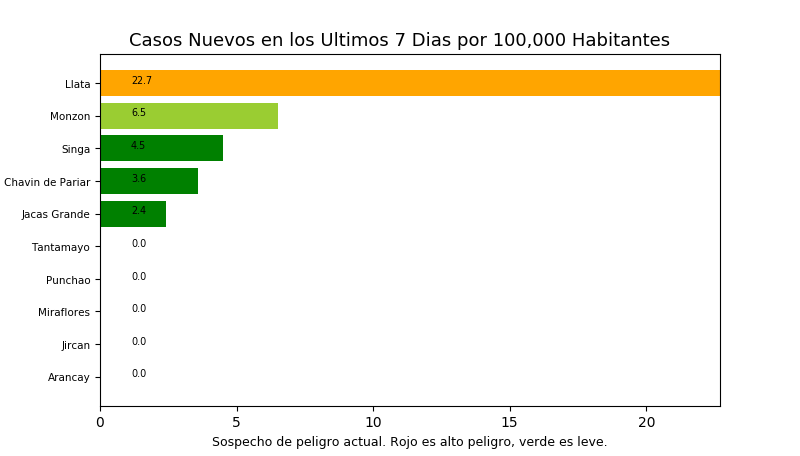 Casos Nuevos en los Ultimos 7 Dias por 100,000 Habitantes
Llata 22.7
Monzon 6.5
Singa 4.5
Chavin de Pariar 3.6
Jacas Grande 2.4
Tantamayo 0.0
Punchao 0.0
Miraflores 0.0
Jircan 0.0
Arancay 0.0
0 5 10 15 20
Sospecho de peligro actual. Rojo es alto peligro, verde es leve.